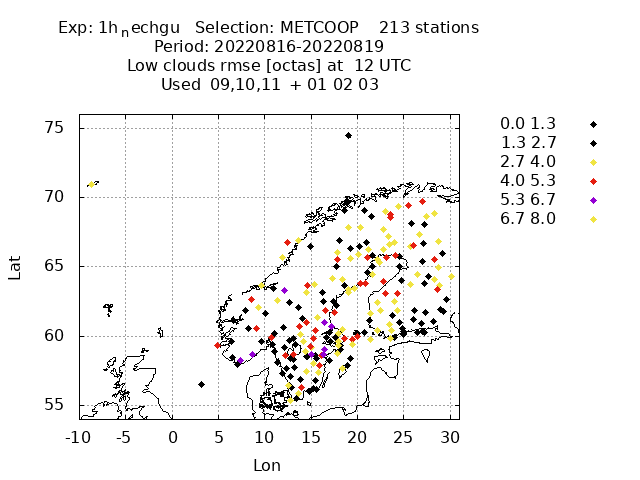 Exp: 1h_nechgu   Selection: METCOOP    213 stations
Period: 20220816-20220819
Low clouds rmse [octas] at  12 UTC
Used  09,10,11  + 01 02 03
75
70
65
60
55
-10 -5 0 5 10 15 20 25 30
Lat
Lon
0.0 1.3
1.3 2.7
2.7 4.0
4.0 5.3
5.3 6.7
6.7 8.0